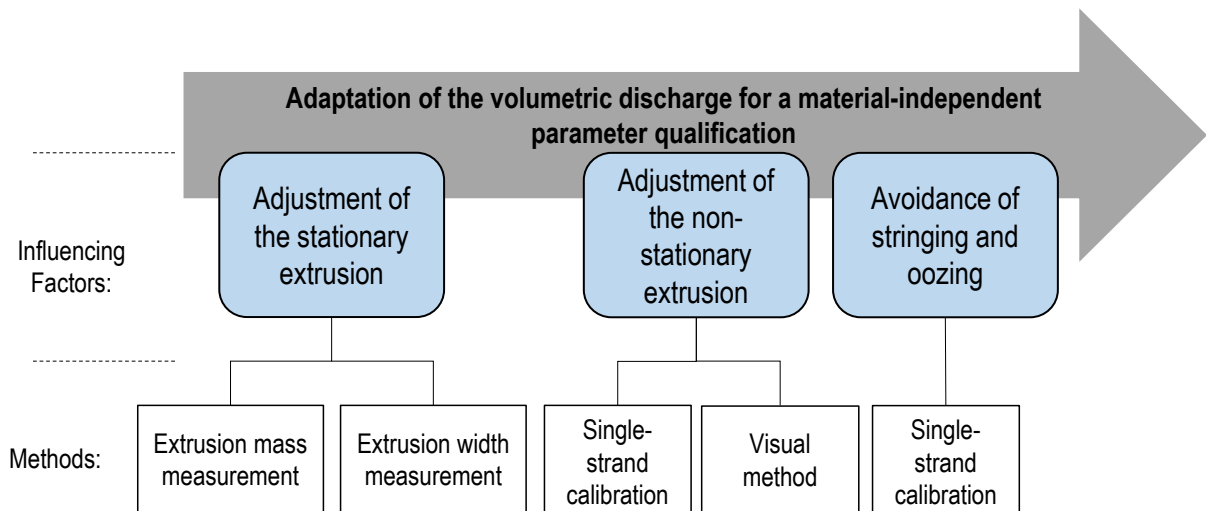 Adaptation of the volumetric discharge for a material-independent
parameter qualification
Influencing
Factors:
Adjustment of
the stationary
extrusion
Adjustment of
the non-
stationary
extrusion
Avoidance of
stringing and
oozing
Methods:
Extrusion mass
measurement
Extrusion width
measurement
Single-
strand
calibration
Visual
method
Single-
strand
calibration